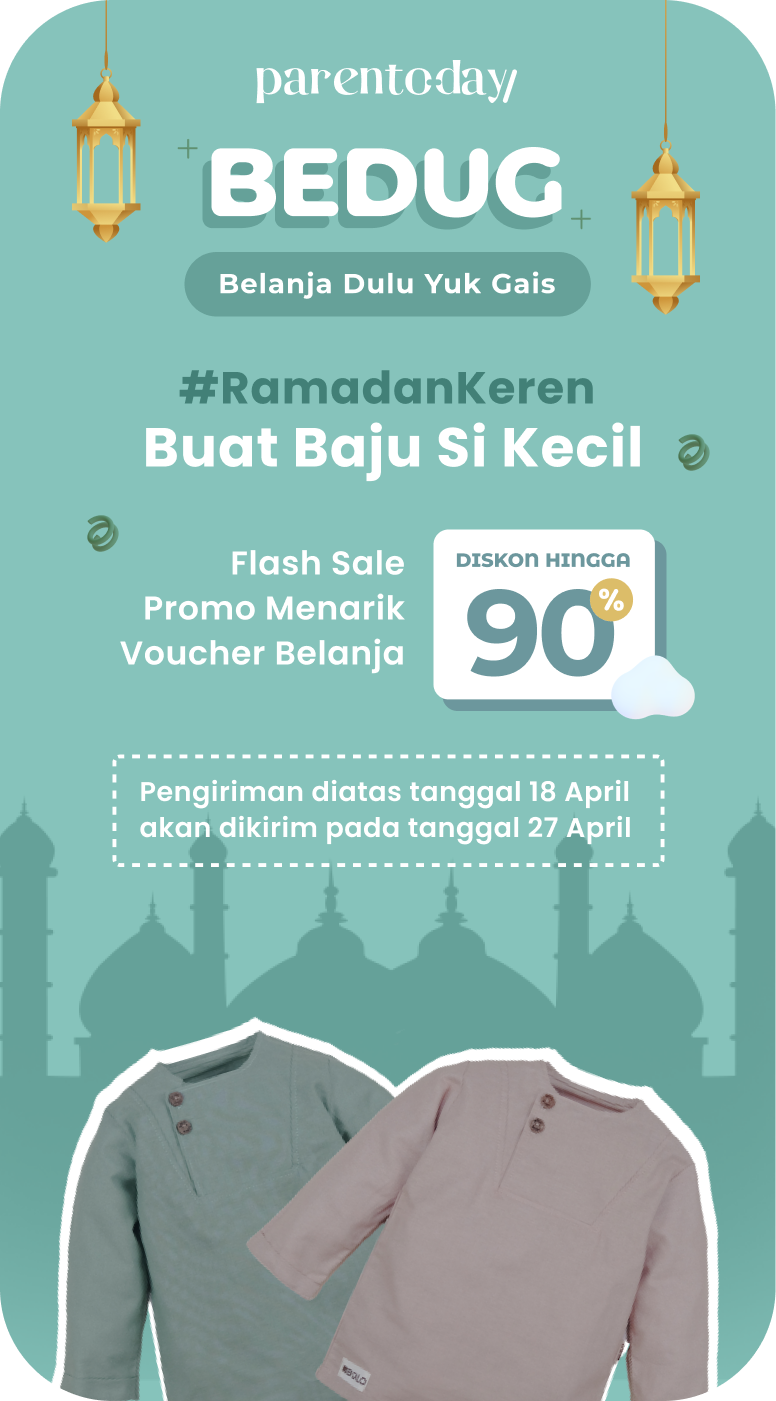 parentoday
BEDUG
Belanja Dulu Yuk Gais
#RamadanKeren
Buat Baju Si Kecil
Flash Sale
Promo Menarik
Voucher Belanja
DISKON HINGGA
90%
Pengiriman diatas tanggal 18 April
akan dikirim pada tanggal 27 April